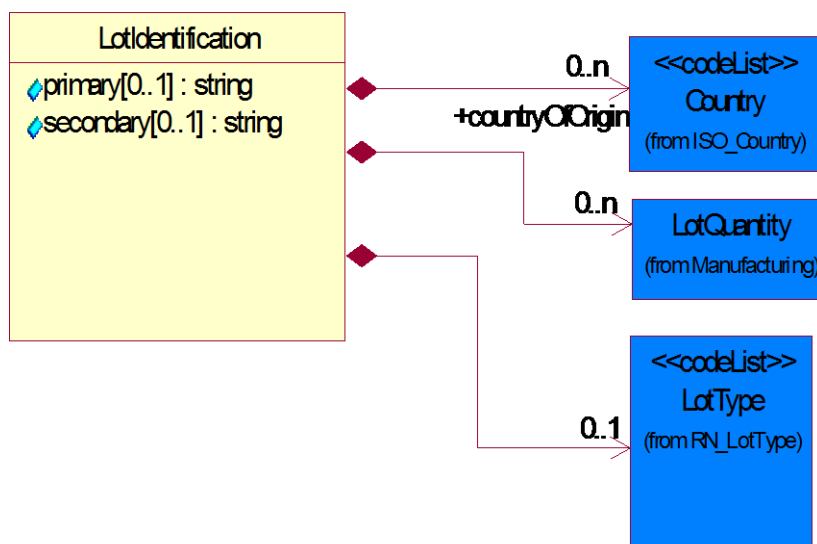 LotIdentification
primary[0..1] : string
secondary[0..1] : string
0..n
+countryOfOrigin
<<codeList>>
Country
(from ISO_Country)
0..n
LotQuantity
(from Manufacturing)
0..1
<<codeList>>
LotType
(from RN_LotType)